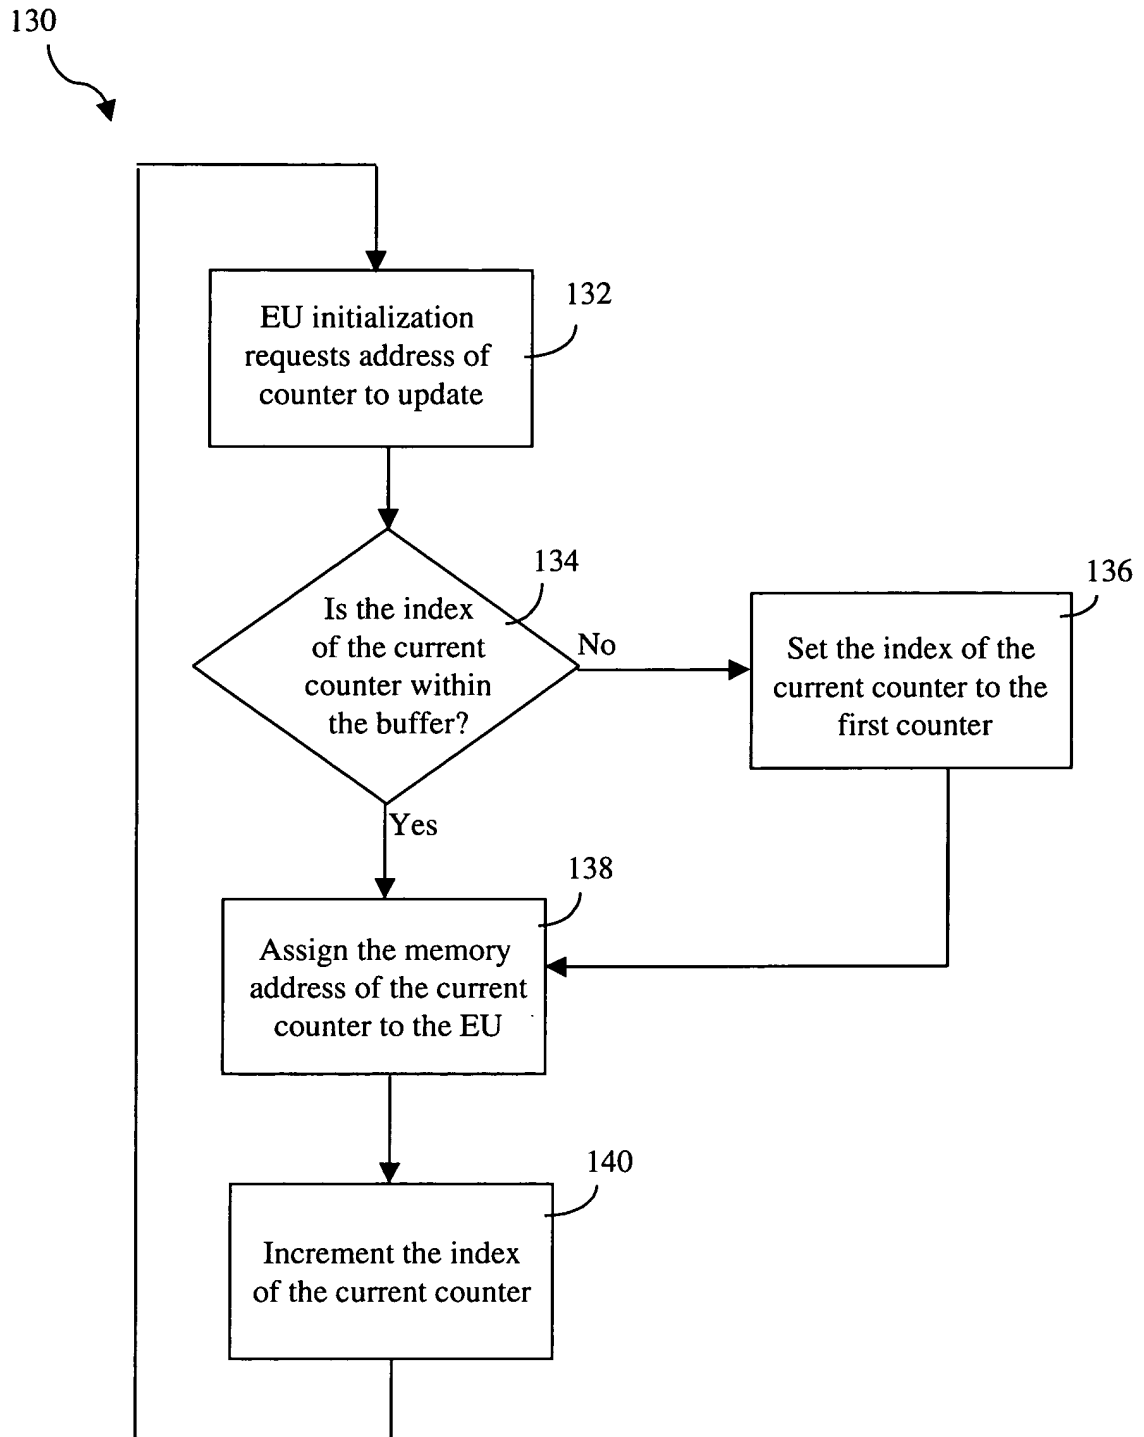 130
132
EU initialization
requests address of
counter to update
134
Is the index
of the current
counter within
the buffer?
No
136
Set the index of the
current counter to the
first counter
Yes
138
Assign the memory
address of the current
counter to the EU
140
Increment the index
of the current counter